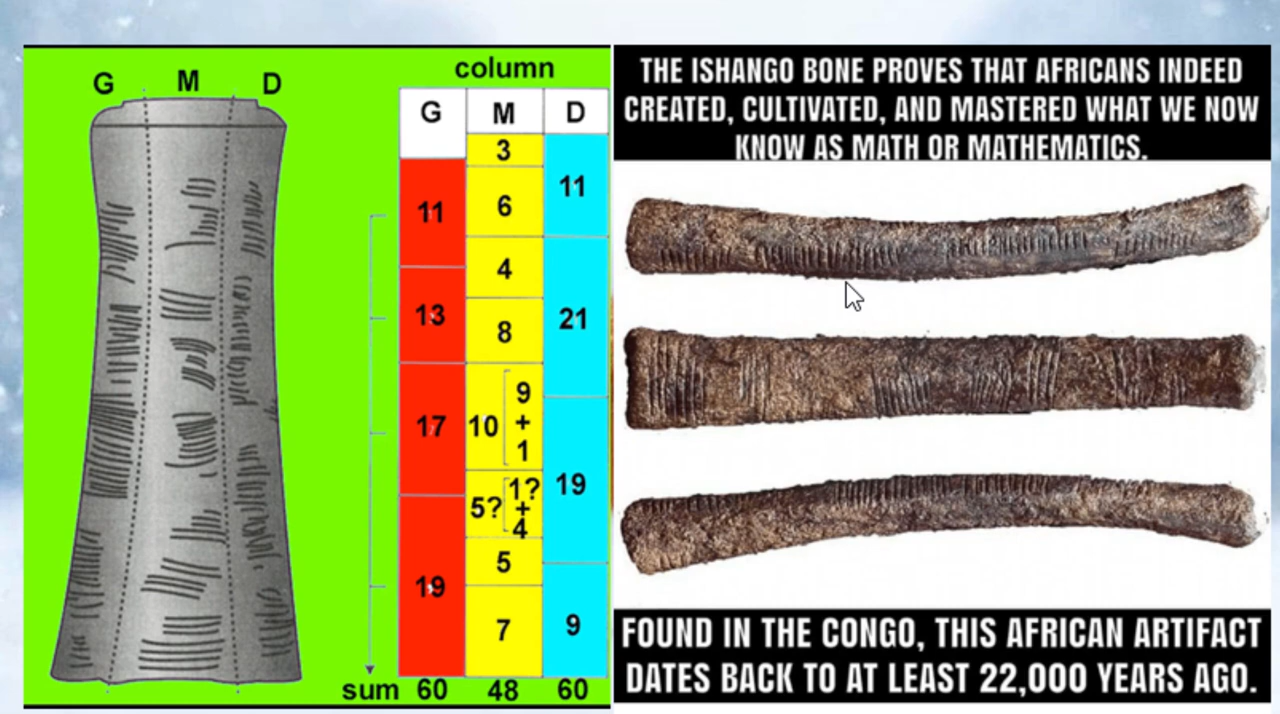 G M D
column
G M D
3
11
11
6
4
13
21
8
9
10 +
1
17
1?
5? +
4
19
5
19
7
9
sum 60 48 60
THE ISHANGO BONE PROVES THAT AFRICANS INDEED
CREATED, CULTIVATED, AND MASTERED WHAT WE NOW
KNOW AS MATH OR MATHEMATICS.
FOUND IN THE CONGO, THIS AFRICAN ARTIFACT
DATES BACK TO AT LEAST 22,000 YEARS AGO.